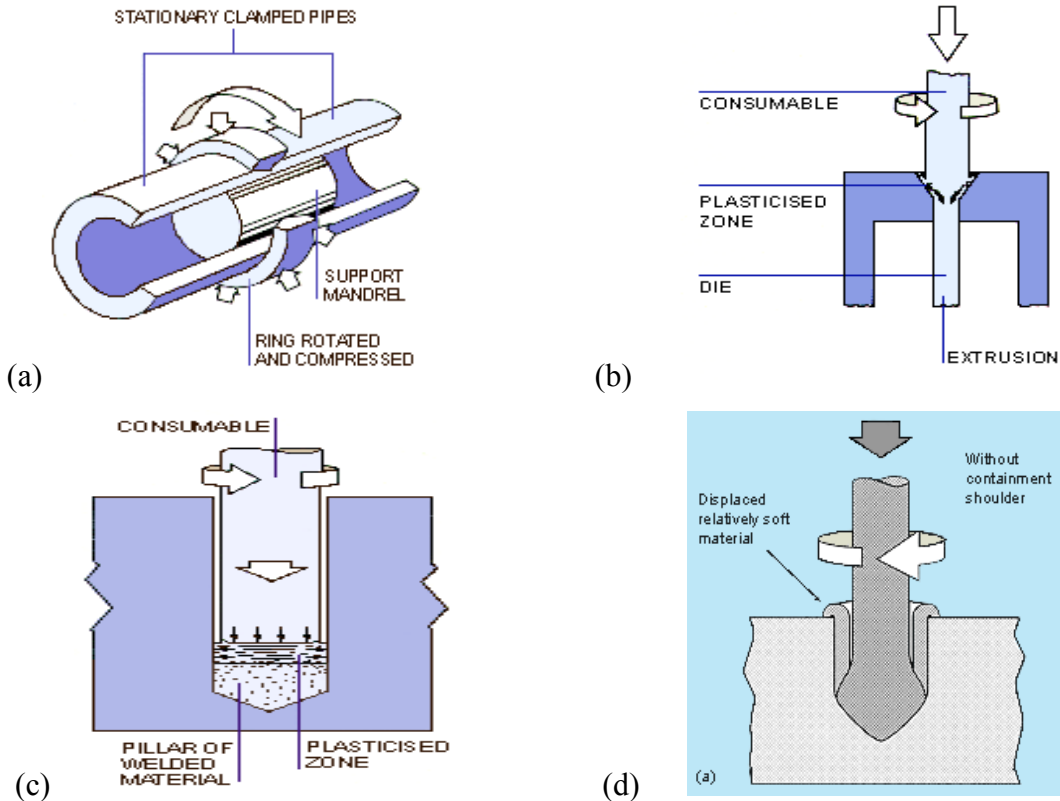 STATIONARY CLAMPED PIPES
SUPPORT
MANDREL
RING ROTATED
AND COMPRESSED
(a)
CONSUMABLE
PLASTICISED
ZONE
DIE
EXTRUSION
(b)
CONSUMABLE
PILLAR OF
WELDED
MATERIAL
PLASTICISED
ZONE
(c)
Without
containment
shoulder
Displaced
relatively soft
material
(a)
(d)